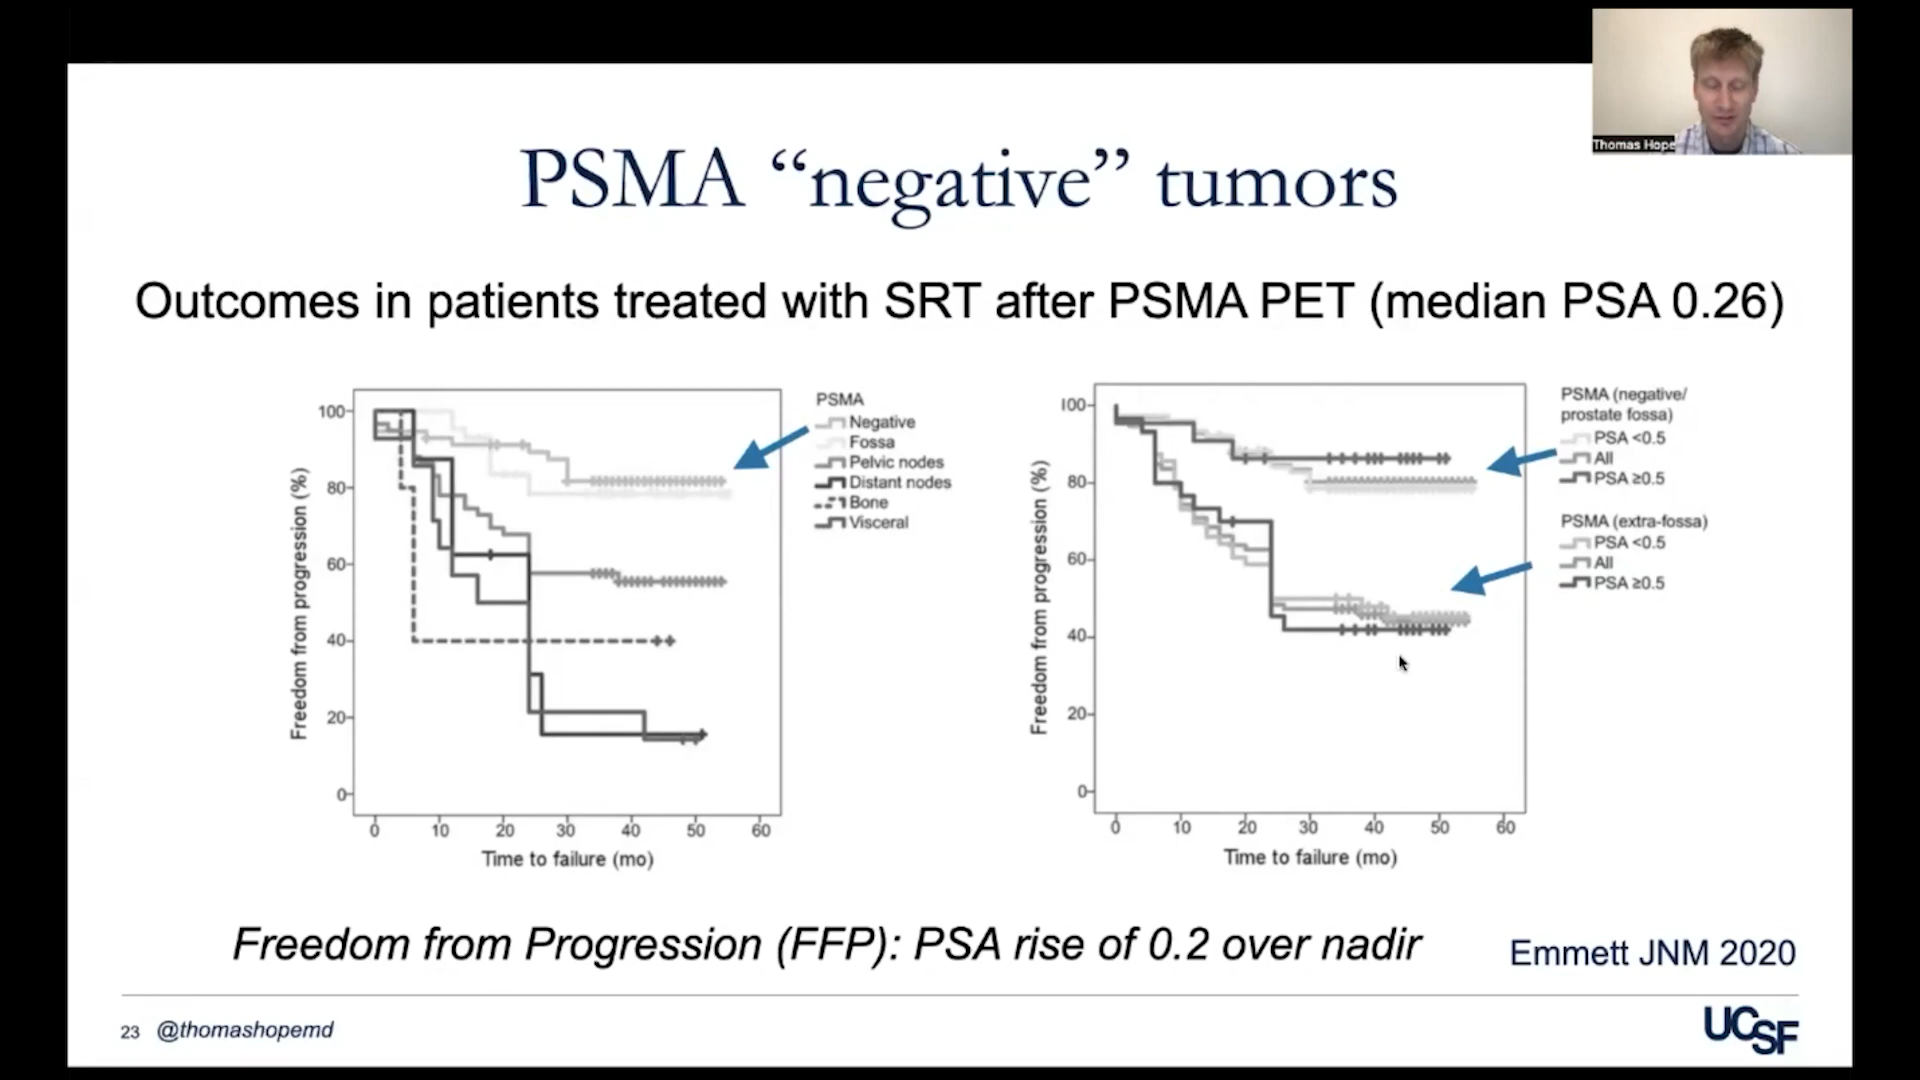 Thomas Hope
PSMA “negative” tumors
Outcomes in patients treated with SRT after PSMA PET (median PSA 0.26)
Freedom from progression (%)
100
80
60
40
20
0
0 10 20 30 40 50 60
Time to failure (mo)
PSMA
Negative
Fossa
Pelvic nodes
Distant nodes
Bone
Visceral
Freedom from progression (%)
100
80
60
40
20
0
0 10 20 30 40 50 60
Time to failure (mo)
PSMA (negative/
prostate fossa)
PSA <0.5
All
PSA ≥0.5
PSMA (extra-fossa)
PSA <0.5
All
PSA ≥0.5
Freedom from Progression (FFP): PSA rise of 0.2 over nadir
Emmett JNM 2020
23 @thomashopemd
UCSF